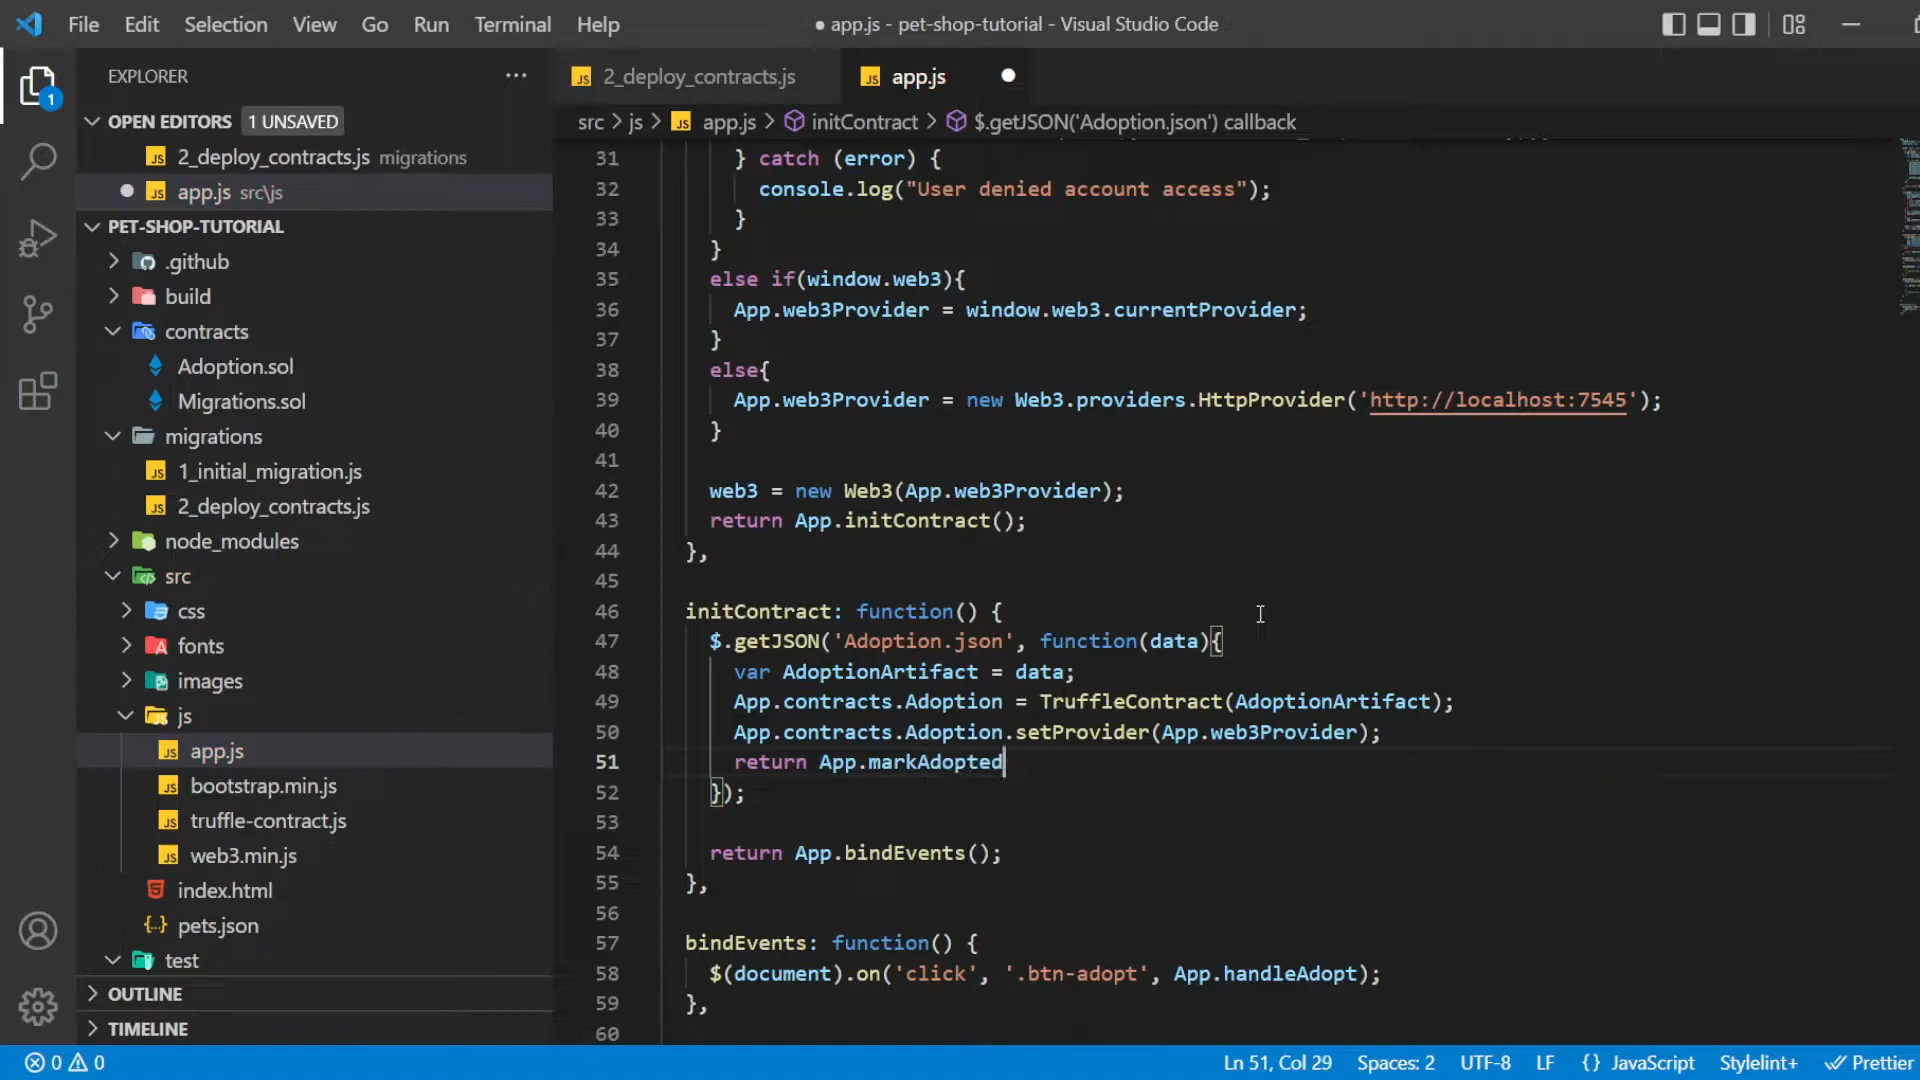 File Edit Selection View Go Run Terminal Help
● app.js - pet-shop-tutorial - Visual Studio Code
EXPLORER
OPEN EDITORS 1 UNSAVED
2_deploy_contracts.js migrations
app.js src\js
PET-SHOP-TUTORIAL
.github
build
contracts
Adoption.sol
Migrations.sol
migrations
1_initial_migration.js
2_deploy_contracts.js
node_modules
src
css
fonts
images
js
app.js
bootstrap.min.js
truffle-contract.js
web3.min.js
index.html
pets.json
test
OUTLINE
TIMELINE
1
2_deploy_contracts.js app.js
src > js > app.js > initContract > $.getJSON('Adoption.json') callback
31 } catch (error) {
32 console.log("User denied account access");
33 }
34 }
35 else if(window.web3){
36 App.web3Provider = window.web3.currentProvider;
37 }
38 else{
39 App.web3Provider = new Web3.providers.HttpProvider('http://localhost:7545');
40 }
41
42 web3 = new Web3(App.web3Provider);
43 return App.initContract();
44 },
45
46 initContract: function() {
47 $.getJSON('Adoption.json', function(data){
48 var AdoptionArtifact = data;
49 App.contracts.Adoption = TruffleContract(AdoptionArtifact);
50 App.contracts.Adoption.setProvider(App.web3Provider);
51 return App.markAdopted
52 });
53
54 return App.bindEvents();
55 },
56
57 bindEvents: function() {
58 $(document).on('click', '.btn-adopt', App.handleAdopt);
59 },
60
0 0 Ln 51, Col 29 Spaces: 2 UTF-8 LF {} JavaScript Stylelint+ Prettier